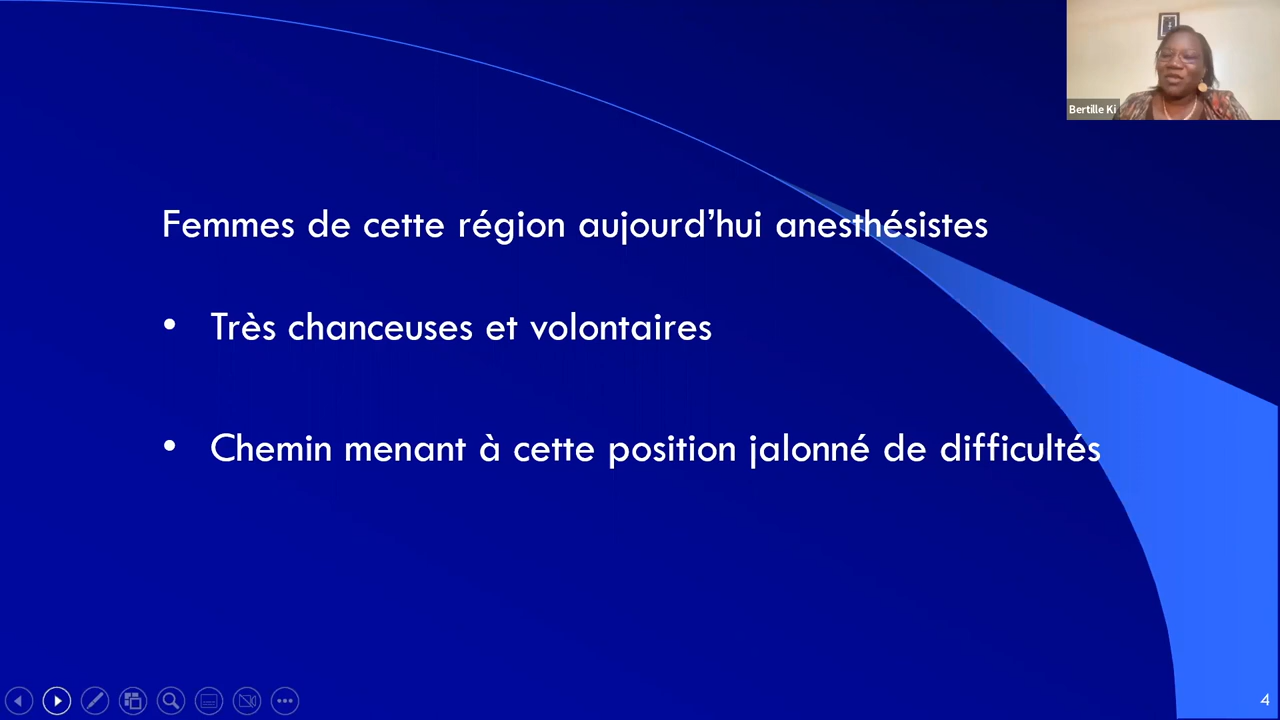 Bertille Ki
Femmes de cette région aujourd’hui anesthésistes
• Très chanceuses et volontaires
• Chemin menant à cette position jalonné de difficultés
4